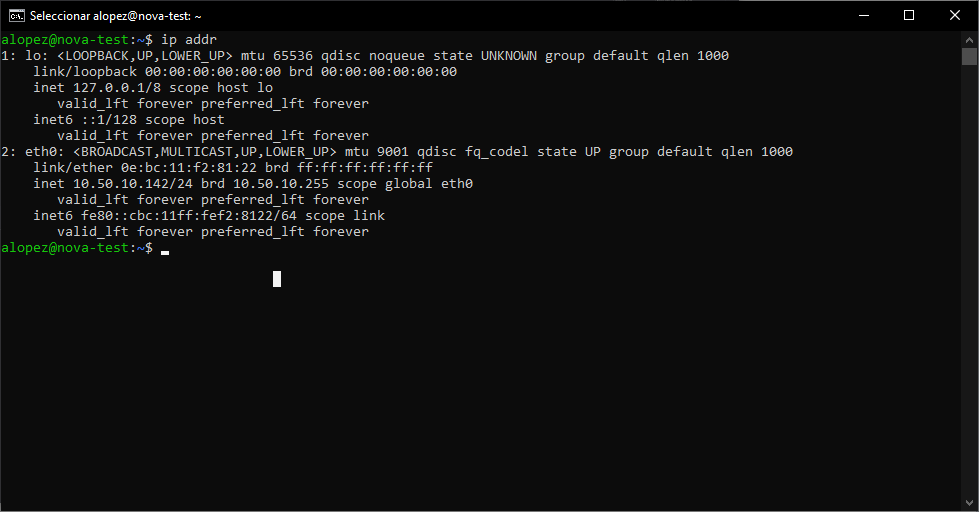 Seleccionar alopez@nova-test: ~
alopez@nova-test:~$ ip addr
1: lo: <LOOPBACK,UP,LOWER_UP> mtu 65536 qdisc noqueue state UNKNOWN group default qlen 1000
    link/loopback 00:00:00:00:00:00 brd 00:00:00:00:00:00
    inet 127.0.0.1/8 scope host lo
       valid_lft forever preferred_lft forever
    inet6 ::1/128 scope host
       valid_lft forever preferred_lft forever
2: eth0: <BROADCAST,MULTICAST,UP,LOWER_UP> mtu 9001 qdisc fq_codel state UP group default qlen 1000
    link/ether 0e:bc:11:f2:81:22 brd ff:ff:ff:ff:ff:ff
    inet 10.50.10.142/24 brd 10.50.10.255 scope global eth0
       valid_lft forever preferred_lft forever
    inet6 fe80::cbc:11ff:fef2:8122/64 scope link
       valid_lft forever preferred_lft forever
alopez@nova-test:~$